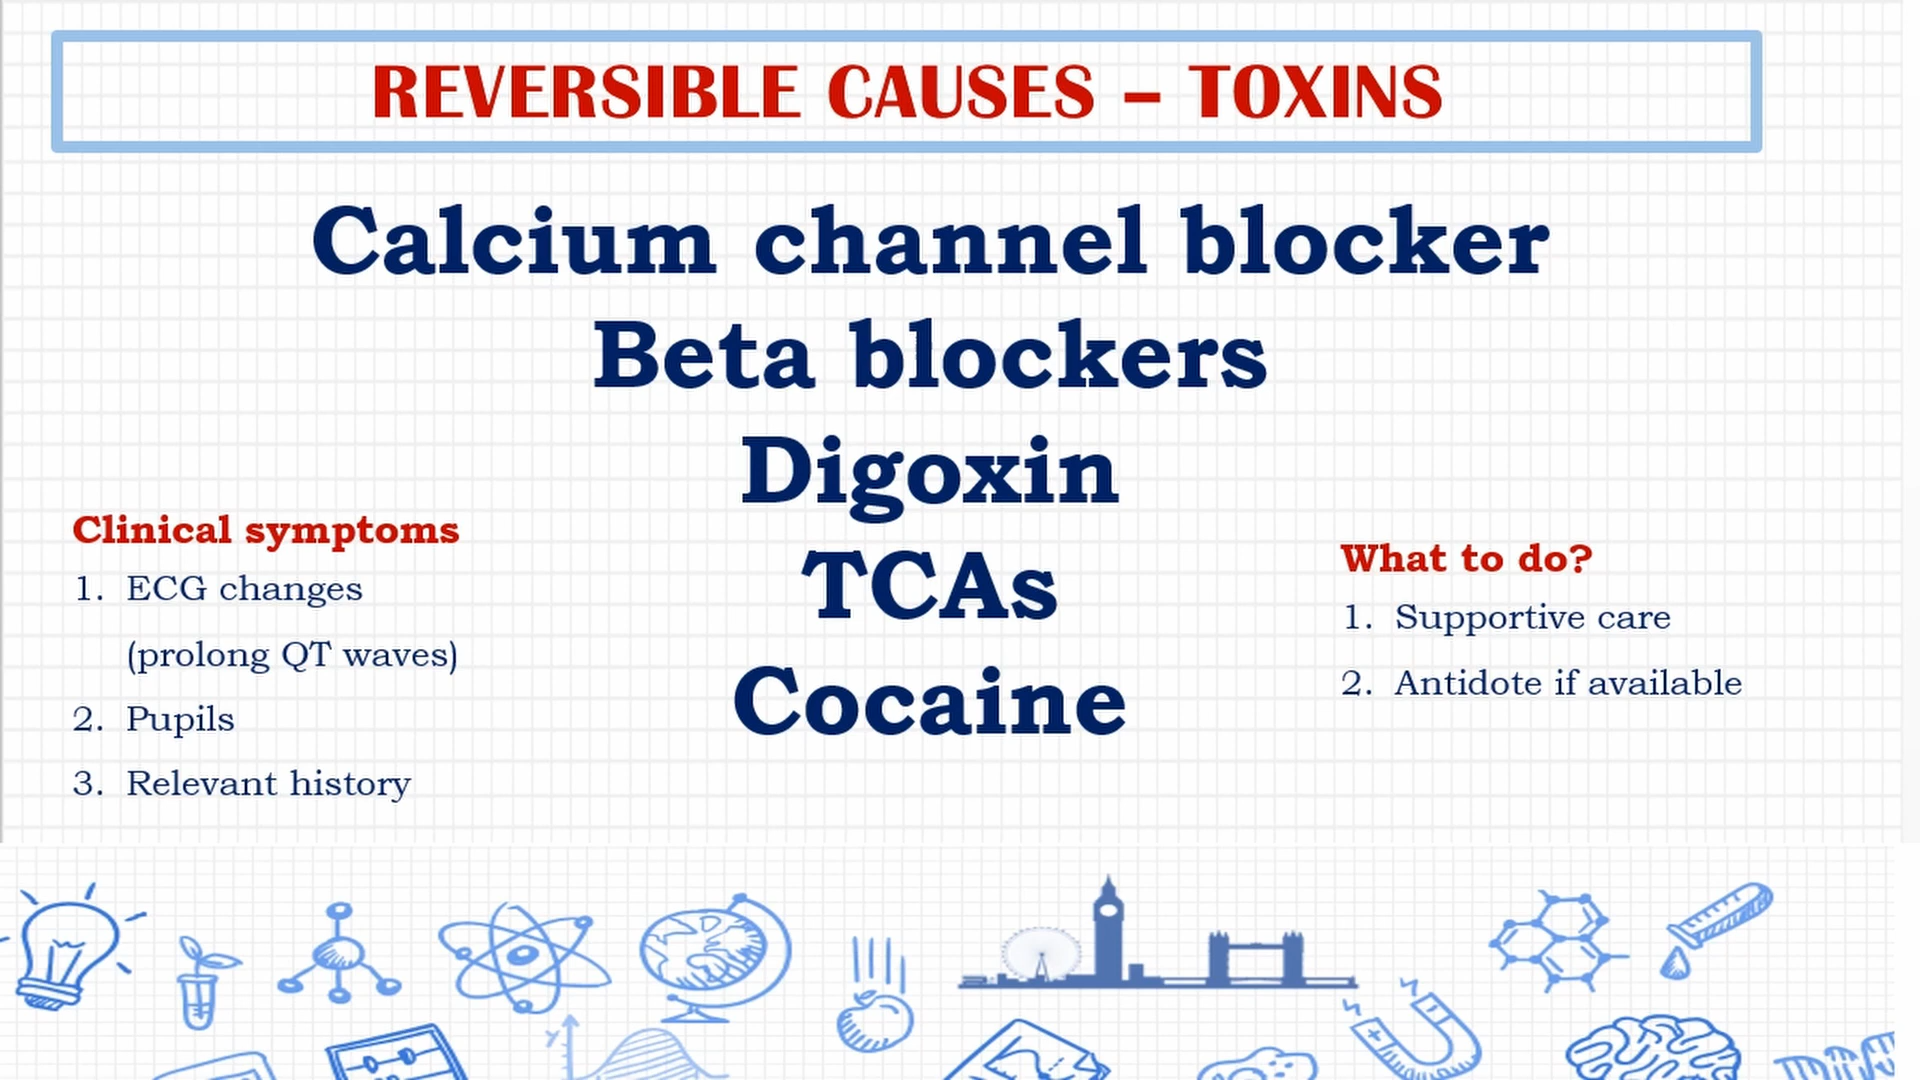 REVERSIBLE CAUSES – TOXINS
Calcium channel blocker
Beta blockers
Digoxin
TCAs
Cocaine
Clinical symptoms
1. ECG changes
(prolong QT waves)
2. Pupils
3. Relevant history
What to do?
1. Supportive care
2. Antidote if available